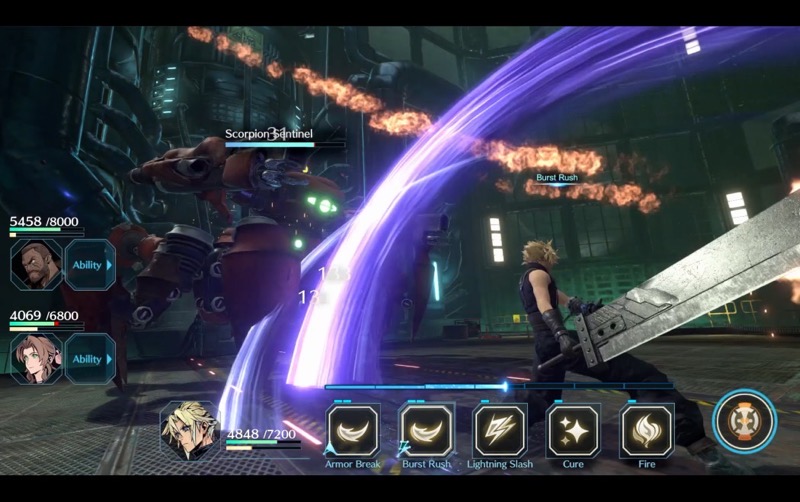 Scorpion Sentinel
31
Burst Rush
5458 /8000
Ability
4069 /6800
Ability
4848 /7200
Armor Break
Burst Rush
Lightning Slash
Cure
Fire